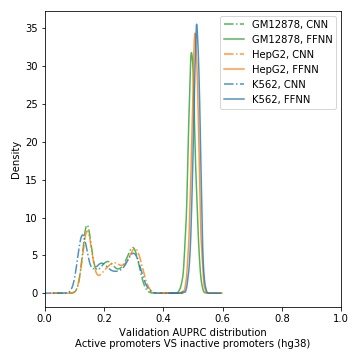 GM12878, CNN
GM12878, FFNN
HepG2, CNN
HepG2, FFNN
K562, CNN
K562, FFNN
35
30
25
20
15
10
5
0
Density
0.0 0.2 0.4 0.6 0.8 1.0
Validation AUPRC distribution
Active promoters VS inactive promoters (hg38)